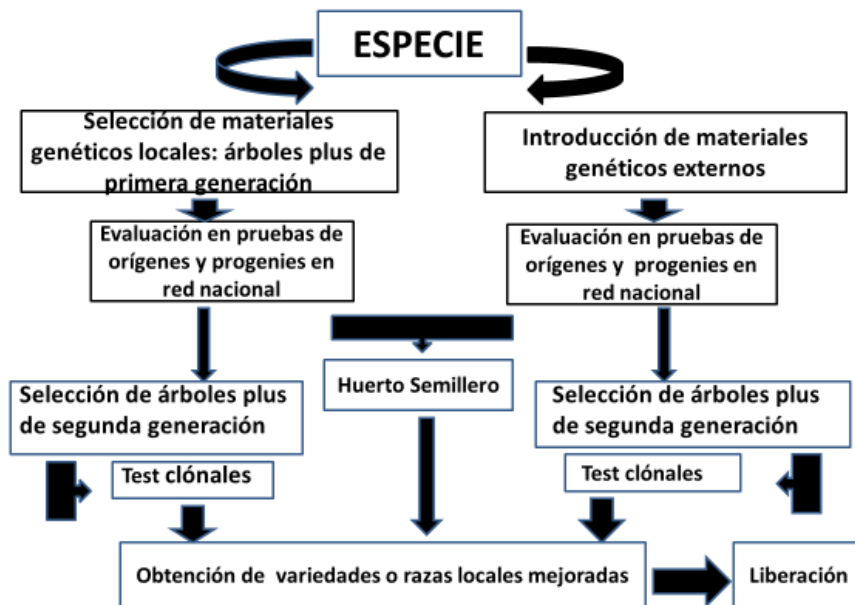 ESPECIE
Selección de materiales
genéticos locales: árboles plus de
primera generación
Introducción de materiales
genéticos externos
Evaluación en pruebas de
orígenes y progenies en
red nacional
Evaluación en pruebas de
orígenes y progenies en
red nacional
Selección de árboles plus
de segunda generación
Huerto Semillero
Selección de árboles plus
de segunda generación
Test clónales
Test clónales
Obtención de variedades o razas locales mejoradas
Liberación